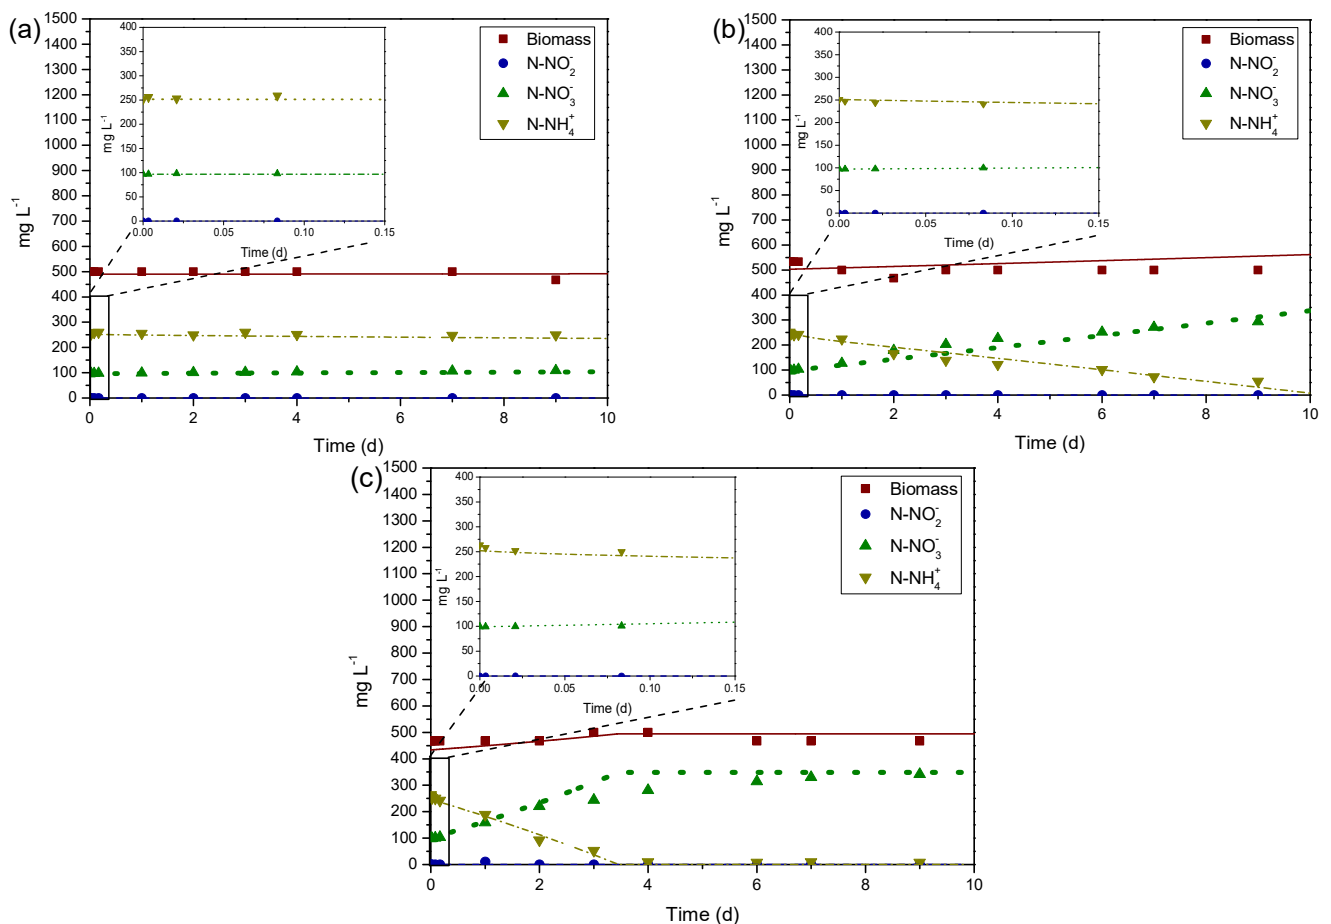 (a)
1500
1400
1300
1200
1100
1000
900
800
700
600
500
400
300
200
100
0
mg L⁻¹
0 2 4 6 8 10
Time (d)
400
350
300
250
200
150
100
50
0
mg L⁻¹
0.00 0.05 0.10 0.15
Time (d)
Biomass
N-NO₂⁻
N-NO₃⁻
N-NH₄⁺
(b)
1500
1400
1300
1200
1100
1000
900
800
700
600
500
400
300
200
100
0
mg L⁻¹
0 2 4 6 8 10
Time (d)
400
350
300
250
200
150
100
50
0
mg L⁻¹
0.00 0.05 0.10 0.15
Time (d)
Biomass
N-NO₂⁻
N-NO₃⁻
N-NH₄⁺
(c)
1500
1400
1300
1200
1100
1000
900
800
700
600
500
400
300
200
100
0
mg L⁻¹
0 2 4 6 8 10
Time (d)
400
350
300
250
200
150
100
50
0
mg L⁻¹
0.00 0.05 0.10 0.15
Time (d)
Biomass
N-NO₂⁻
N-NO₃⁻
N-NH₄⁺